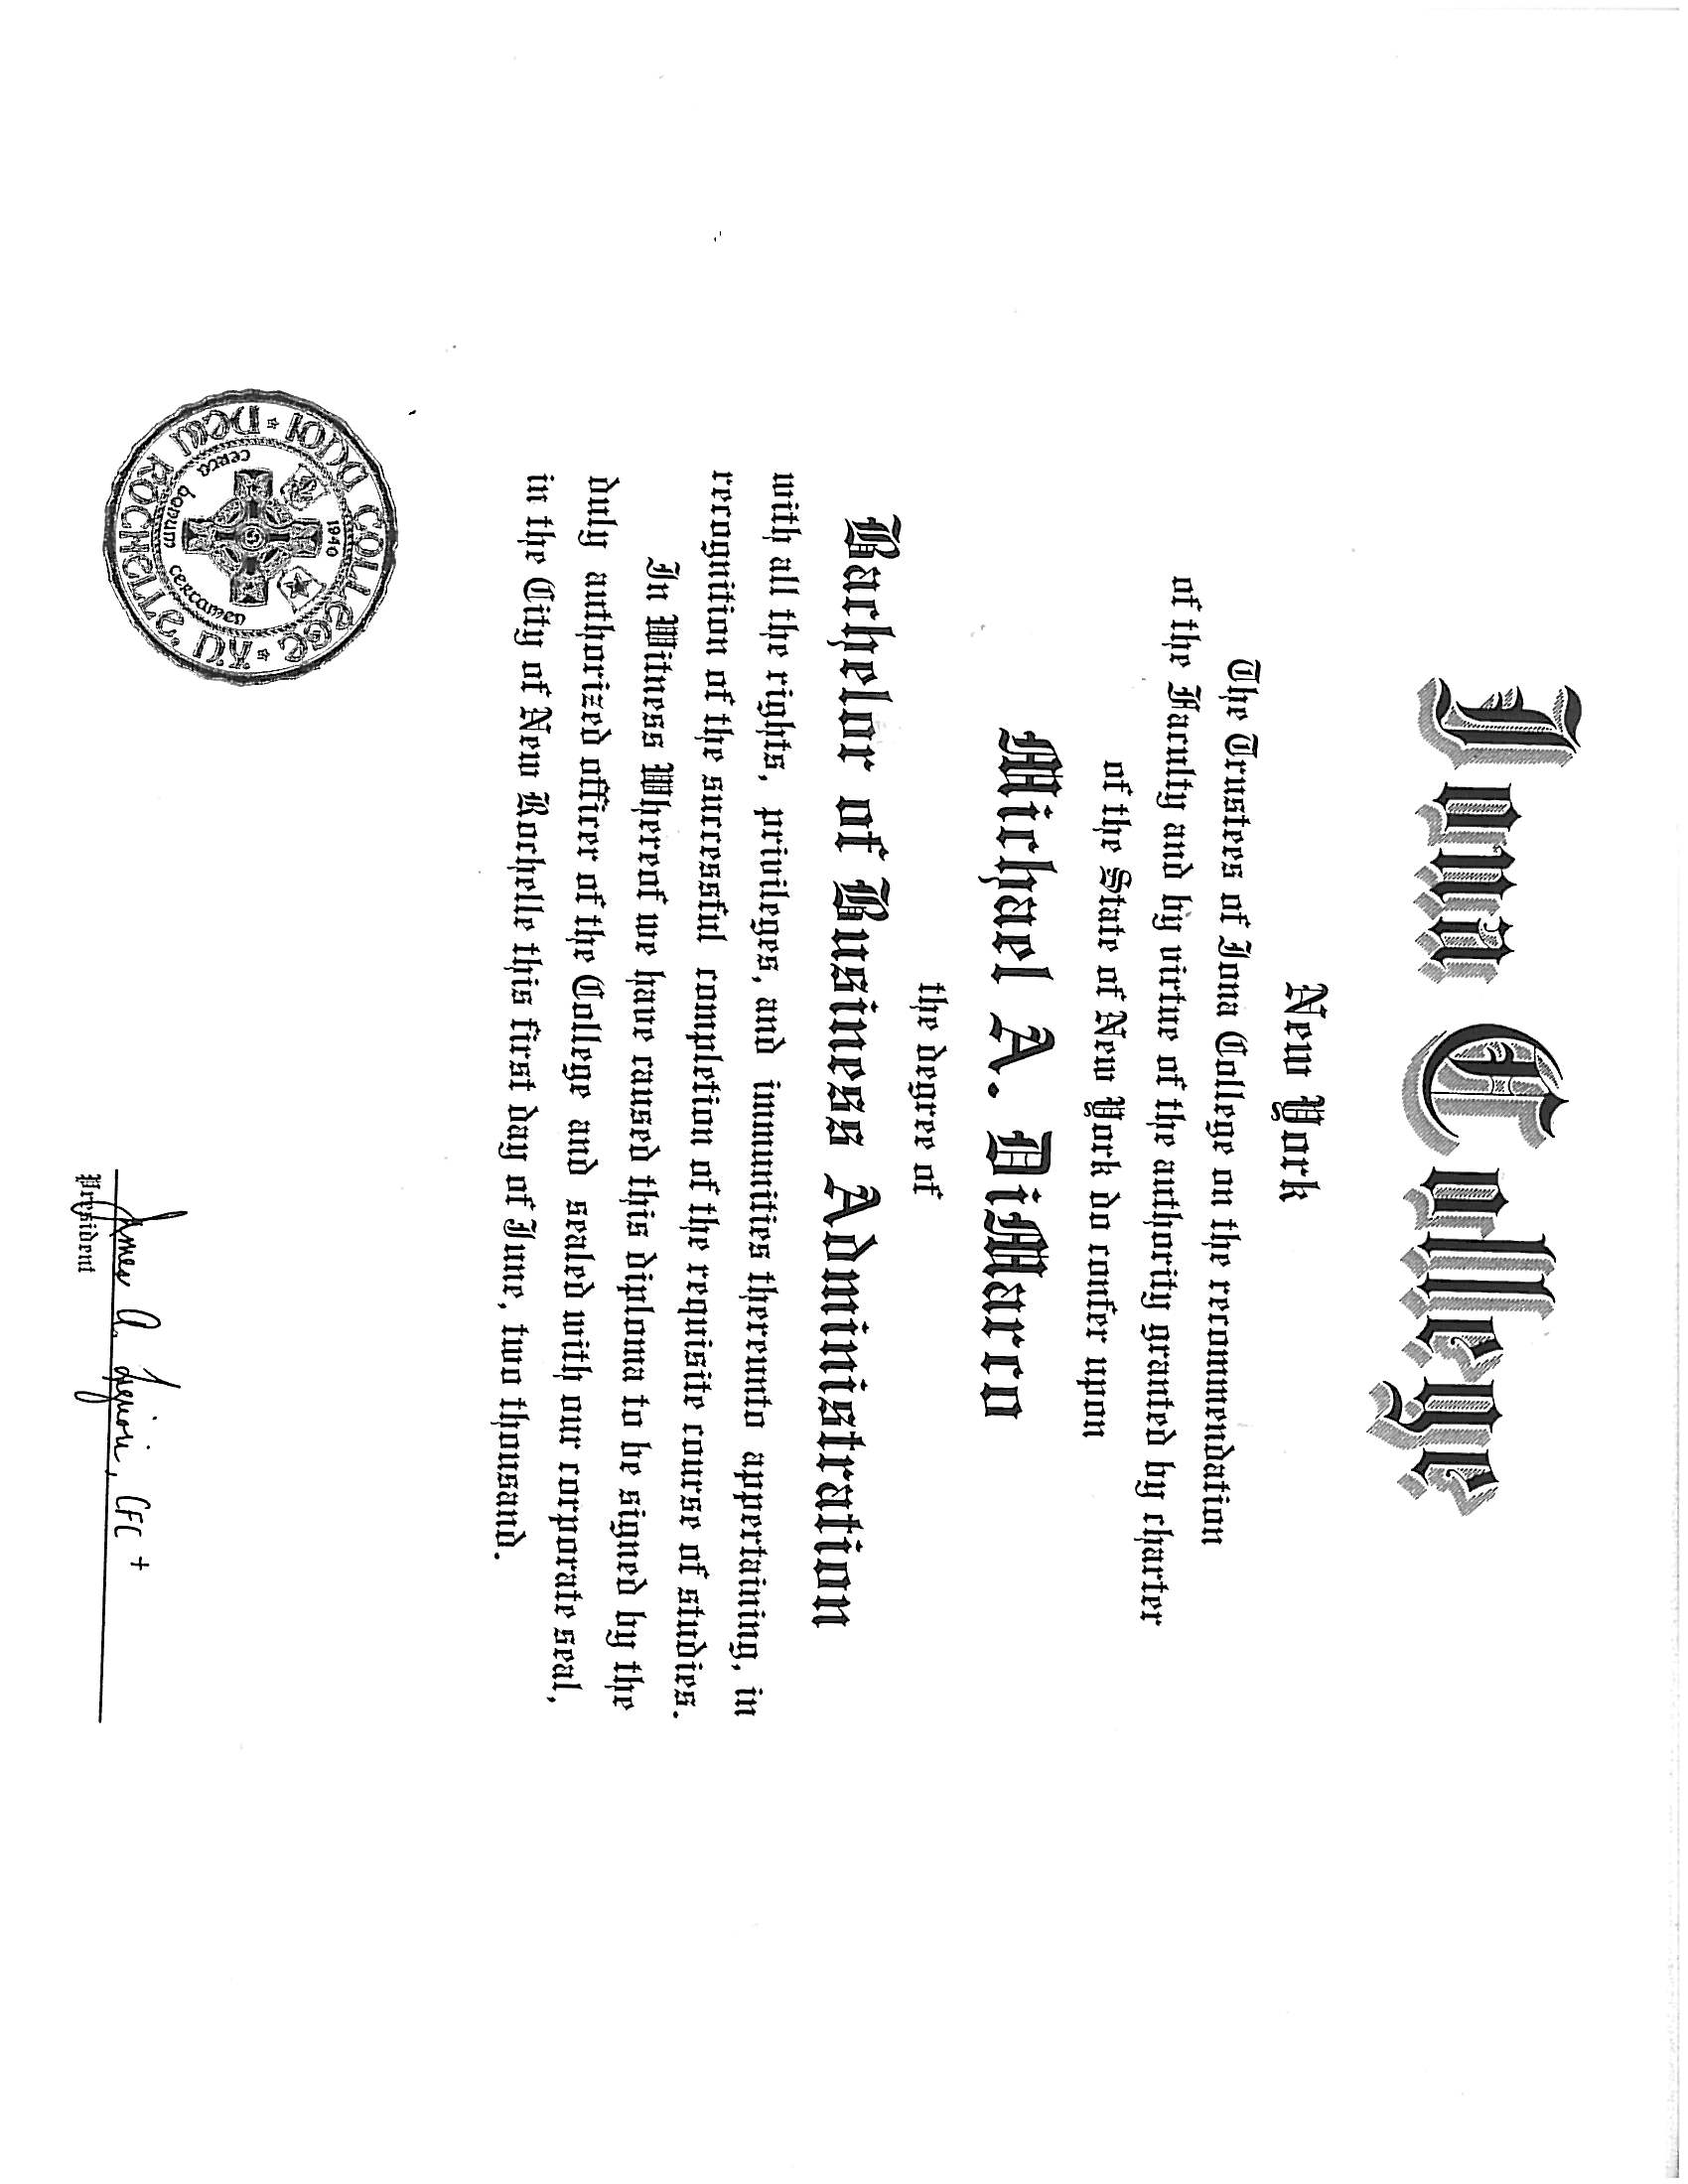 Iona College
New York
The Trustees of Iona College on the recommendation
of the Faculty and by virtue of the authority granted by charter
of the State of New York do confer upon
Michael A. DiMarco
the degree of
Bachelor of Business Administration
with all the rights, privileges, and immunities thereunto appertaining, in
recognition of the successful completion of the requisite course of studies.
In Witness Whereof we have caused this diploma to be signed by the
duly authorized officer of the College and sealed with our corporate seal,
in the City of New Rochelle this first day of June, two thousand.
IONA COLLEGE
NEW ROCHELLE, N.Y.
1940
certa bonum certamen
James A. Liguori, CFC +
President